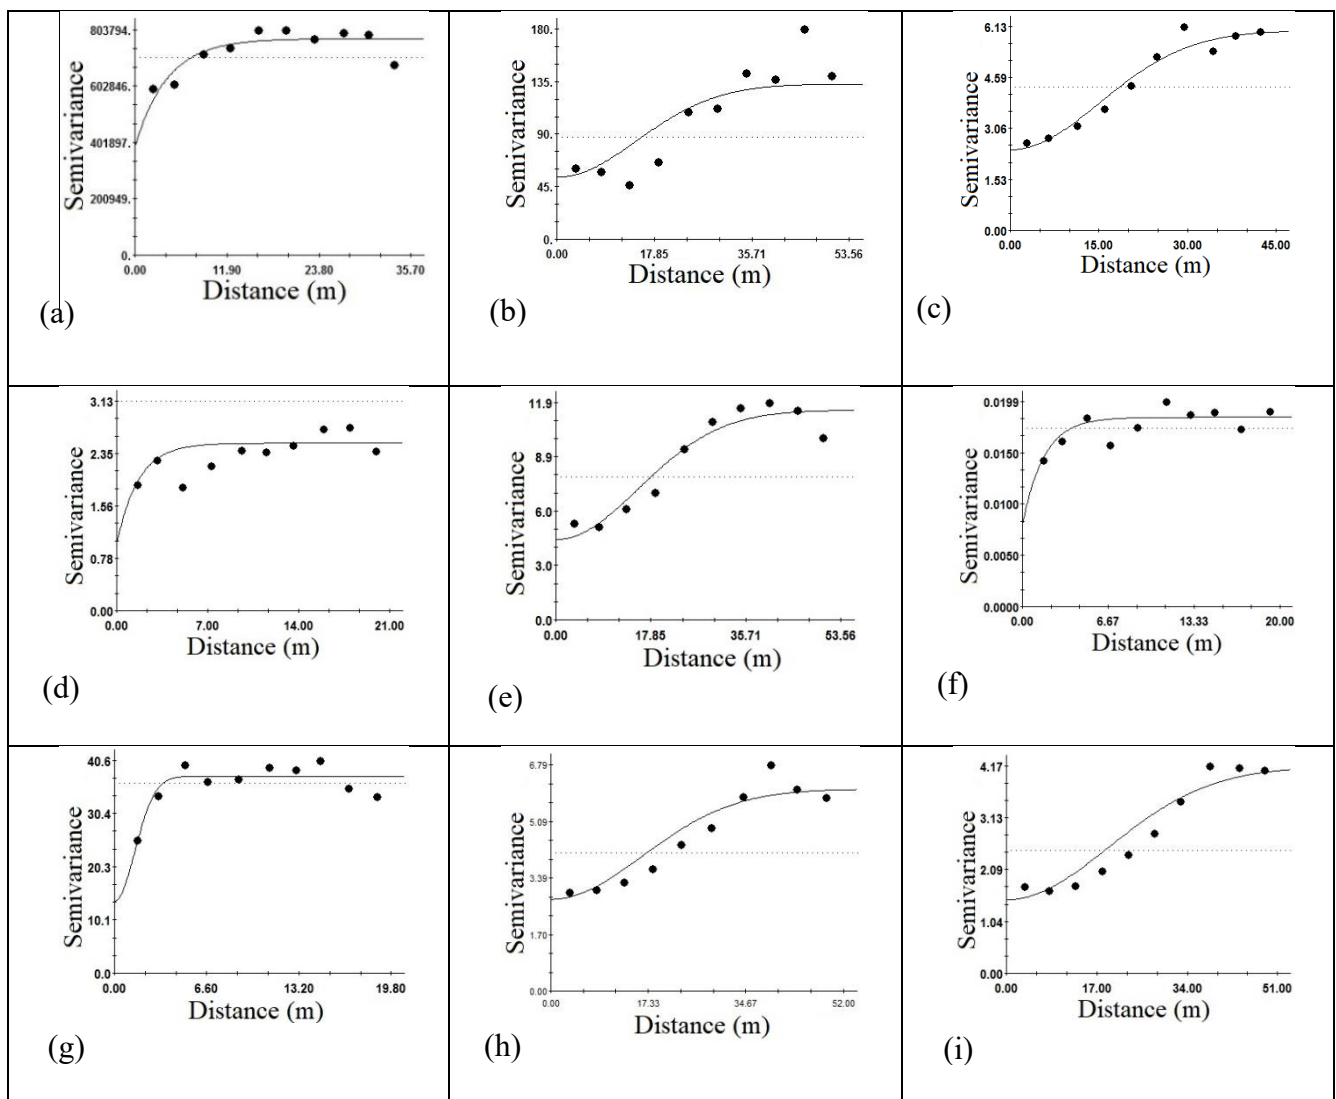 803794.
602846.
401897.
200949.
0.
Semivariance
0.00 11.90 23.80 35.70
Distance (m)
(a)
180.
135.
90.
45.
0.
Semivariance
0.00 17.85 35.71 53.56
Distance (m)
(b)
6.13
4.59
3.06
1.53
0.00
Semivariance
0.00 15.00 30.00 45.00
Distance (m)
(c)
3.13
2.35
1.56
0.78
0.00
Semivariance
0.00 7.00 14.00 21.00
Distance (m)
(d)
11.9
8.9
6.0
3.0
0.0
Semivariance
0.00 17.85 35.71 53.56
Distance (m)
(e)
0.0199
0.0150
0.0100
0.0050
0.0000
Semivariance
0.00 6.67 13.33 20.00
Distance (m)
(f)
40.6
30.4
20.3
10.1
0.0
Semivariance
0.00 6.60 13.20 19.80
Distance (m)
(g)
6.79
5.09
3.39
1.70
0.00
Semivariance
0.00 17.33 34.67 52.00
Distance (m)
(h)
4.17
3.13
2.09
1.04
0.00
Semivariance
0.00 17.00 34.00 51.00
Distance (m)
(i)